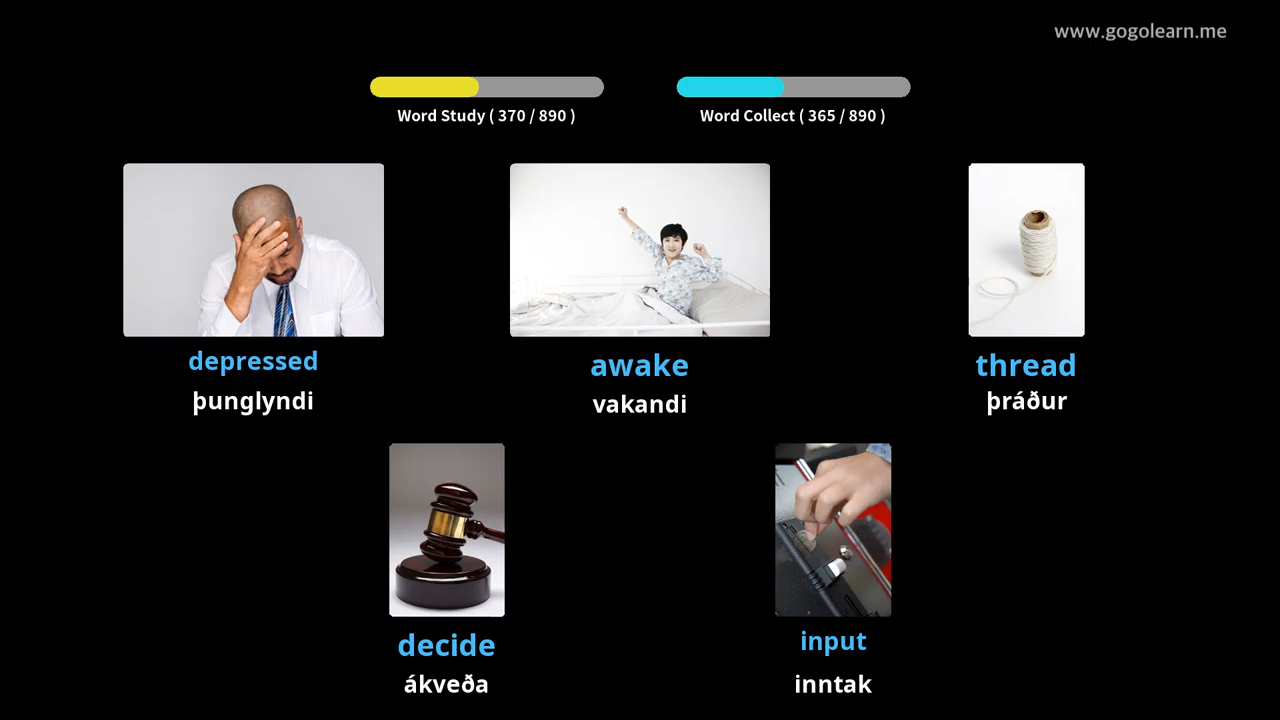 www.gogolearn.me
Word Study ( 370 / 890 )
Word Collect ( 365 / 890 )
depressed
þunglyndi
awake
vakandi
thread
þráður
decide
ákveða
input
inntak